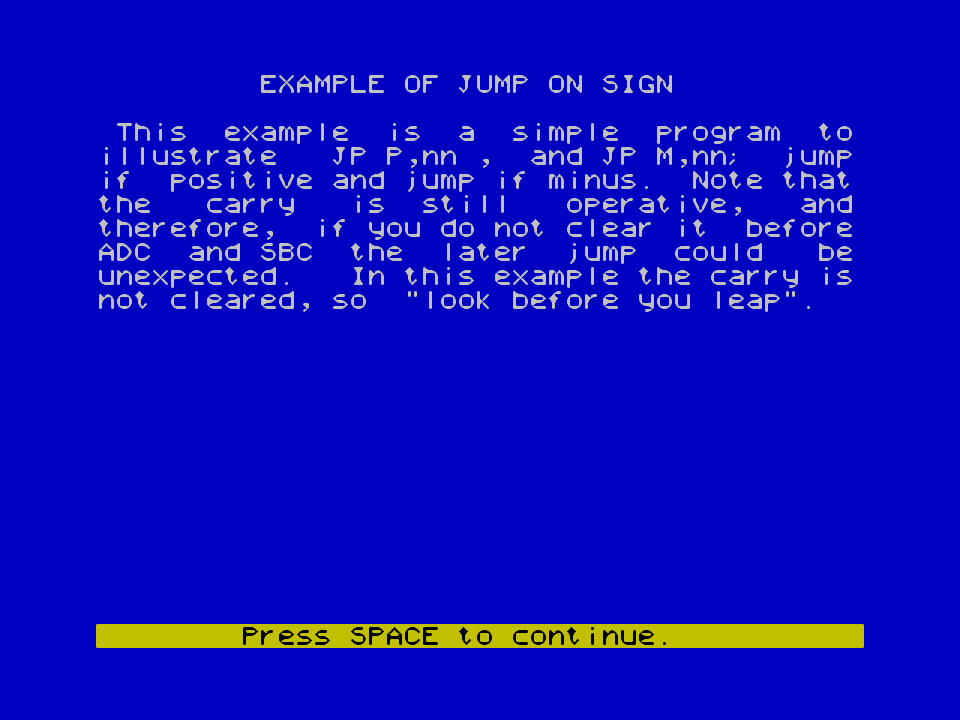 EXAMPLE OF JUMP ON SIGN
This example is a simple program to
illustrate JP P,nn , and JP M,nn; jump
if positive and jump if minus. Note that
the carry is still operative, and
therefore, if you do not clear it before
ADC and SBC the later jump could be
unexpected. In this example the carry is
not cleared, so "look before you leap".
Press SPACE to continue.